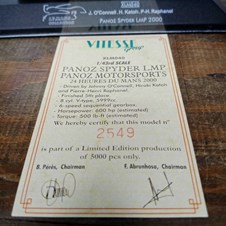 J. O'Connell, H. Katoh, P-H. Raphanel
PANOZ SPYDER LMP 2000
VITESSE
1/43rd SCALE
PANOZ SPYDER LMP
PANOZ MOTORSPORTS
24 HEURES DU MANS 2000
- Driven by Johnny O'Connell, Hiroki Katoh
and Pierre-Henri Raphanel.
- Finished 5th place.
- 8 cyl. V-type, 5995cc
- 6-speed sequential gearbox.
- Horsepower: 600 hp (estimated)
- Torque: 500 lb-ft (estimated)
We hereby certify that this model nº
2549
is part of a Limited Edition production
of 5000 pcs only.
B. Pavés, Chairman F. Abrunhosa, Chairman